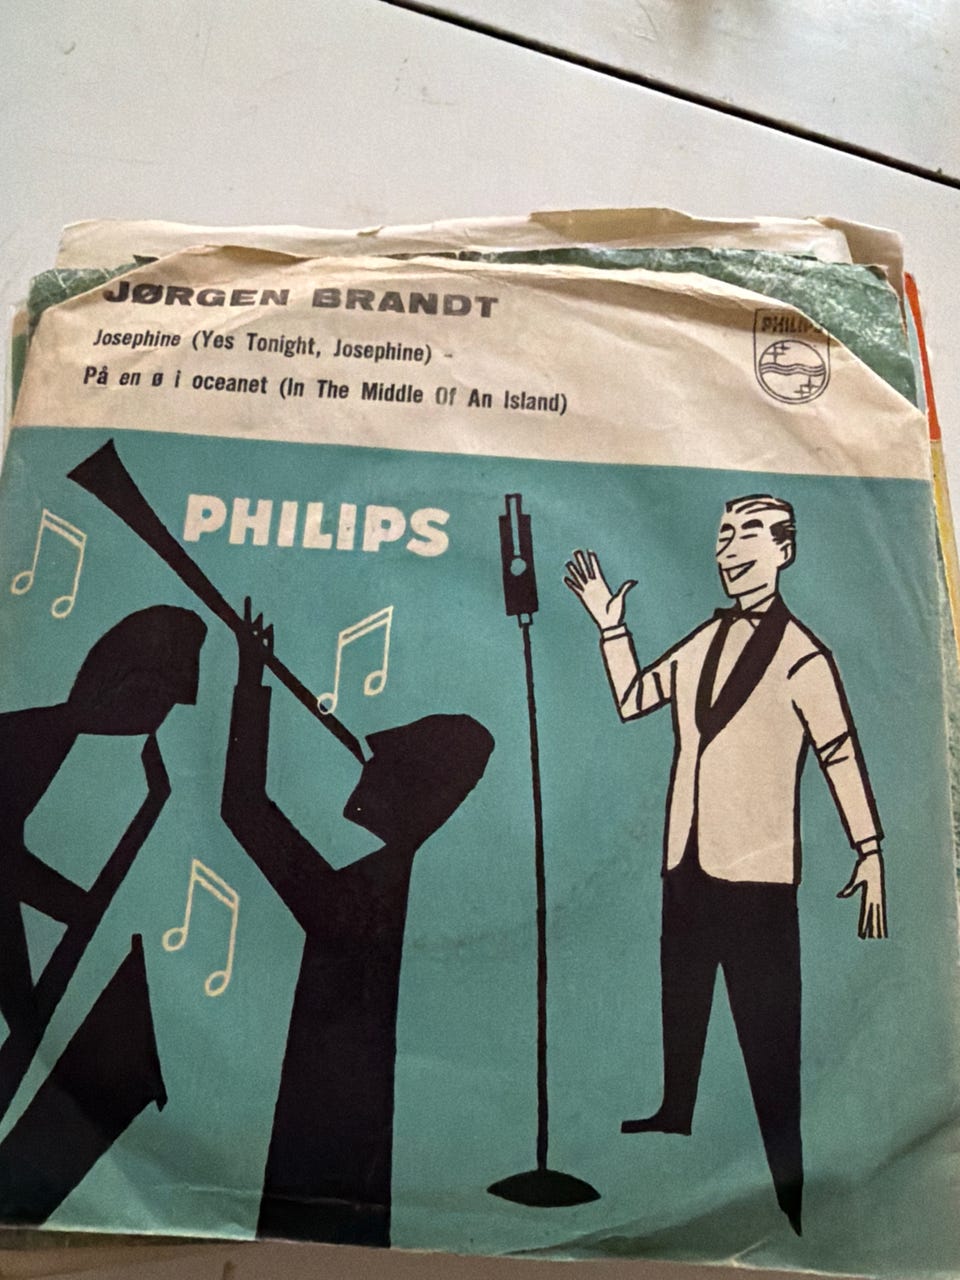 JØRGEN BRANDT
Josephine (Yes Tonight, Josephine) -
På en ø i oceanet (In The Middle Of An Island)
PHILIPS
PHILIPS